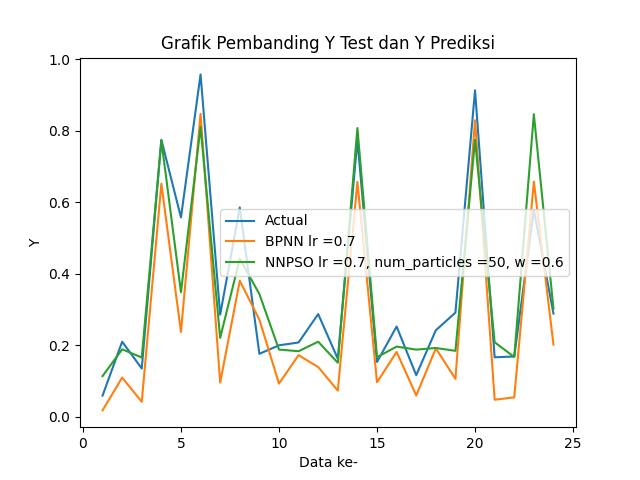 Grafik Pembanding Y Test dan Y Prediksi
1.0
0.8
0.6
0.4
0.2
0.0
Y
Actual
BPNN lr =0.7
NNPSO lr =0.7, num_particles =50, w =0.6
0 5 10 15 20 25
Data ke-